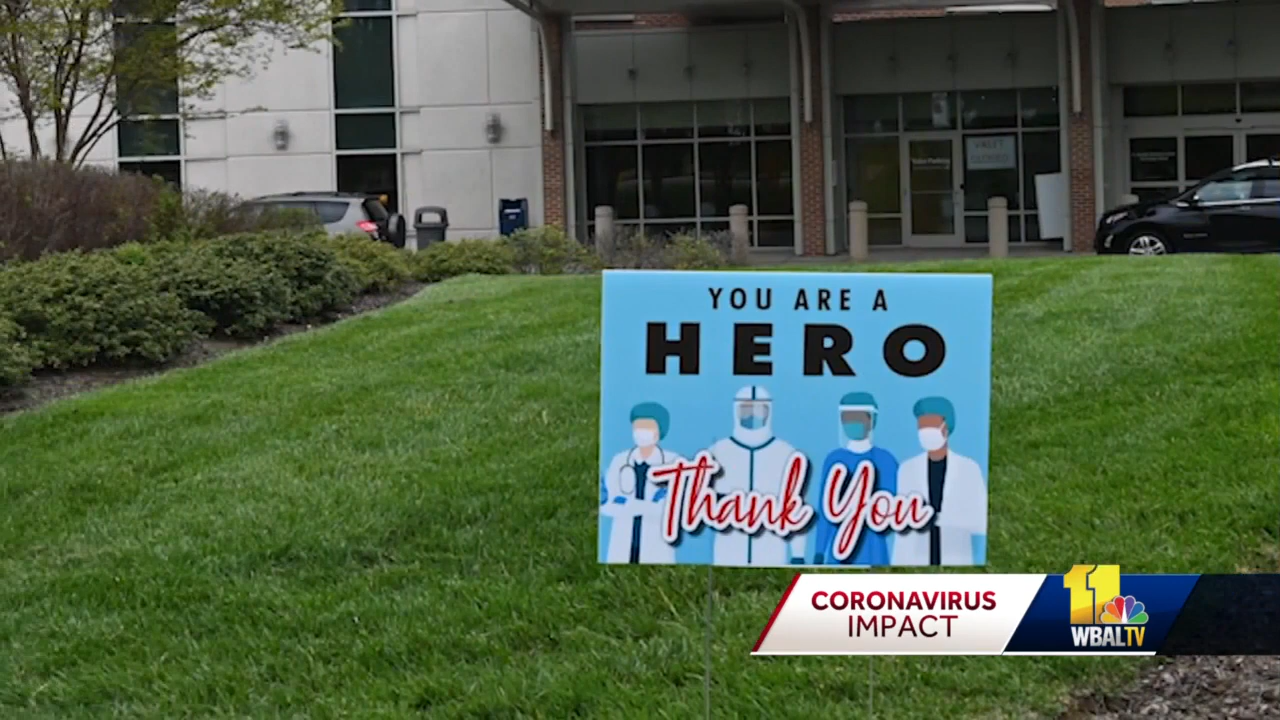 YOU ARE A
HERO
Thank You
CORONAVIRUS
IMPACT
11
WBALTV